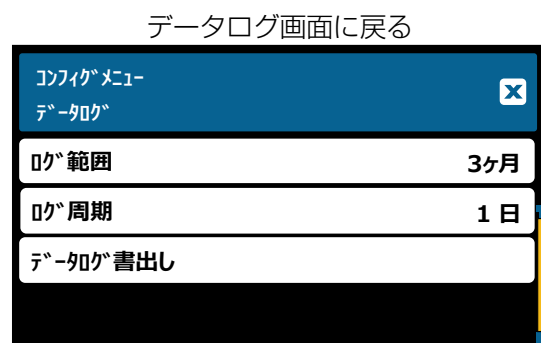 データログ画面に戻る
ｺﾝﾌｨｸﾞﾒﾆｭｰ
ﾃﾞｰﾀﾛｸﾞ
ﾛｸﾞ範囲 3ヶ月
ﾛｸﾞ周期 1 日
ﾃﾞｰﾀﾛｸﾞ書出し